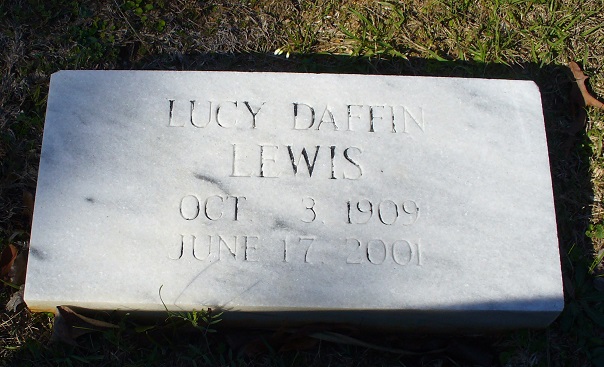 LUCY DAFFIN
LEWIS
OCT 3 1909
JUNE 17 2001